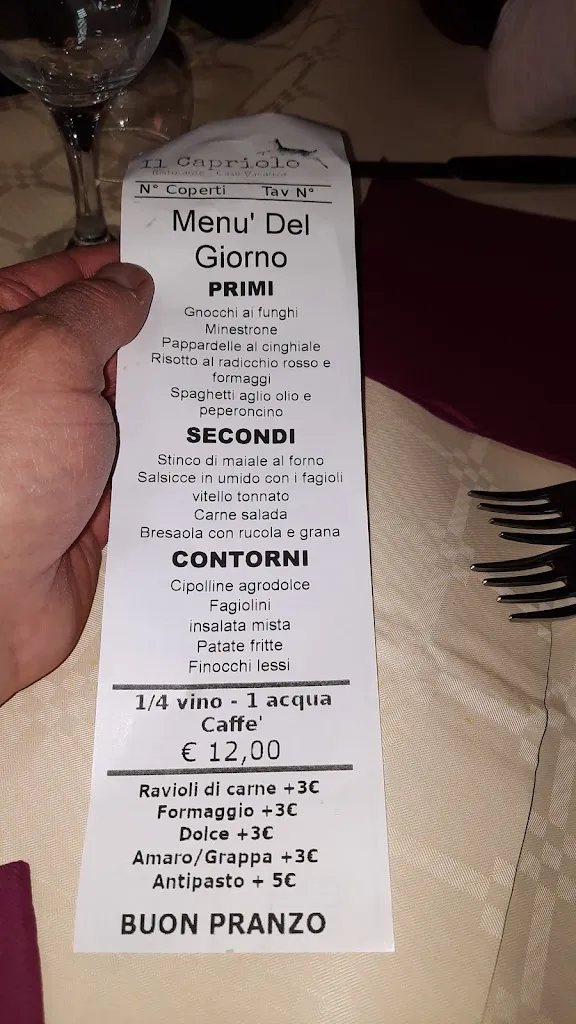 Il Capriolo
Ristorante - Casa Vacanza
N° Coperti Tav N°
Menu' Del
Giorno
PRIMI
Gnocchi ai funghi
Minestrone
Pappardelle al cinghiale
Risotto al radicchio rosso e
formaggi
Spaghetti aglio olio e
peperoncino
SECONDI
Stinco di maiale al forno
Salsicce in umido con i fagioli
vitello tonnato
Carne salada
Bresaola con rucola e grana
CONTORNI
Cipolline agrodolce
Fagiolini
insalata mista
Patate fritte
Finocchi lessi
1/4 vino - 1 acqua
Caffe'
€ 12,00
Ravioli di carne +3€
Formaggio +3€
Dolce +3€
Amaro/Grappa +3€
Antipasto + 5€
BUON PRANZO